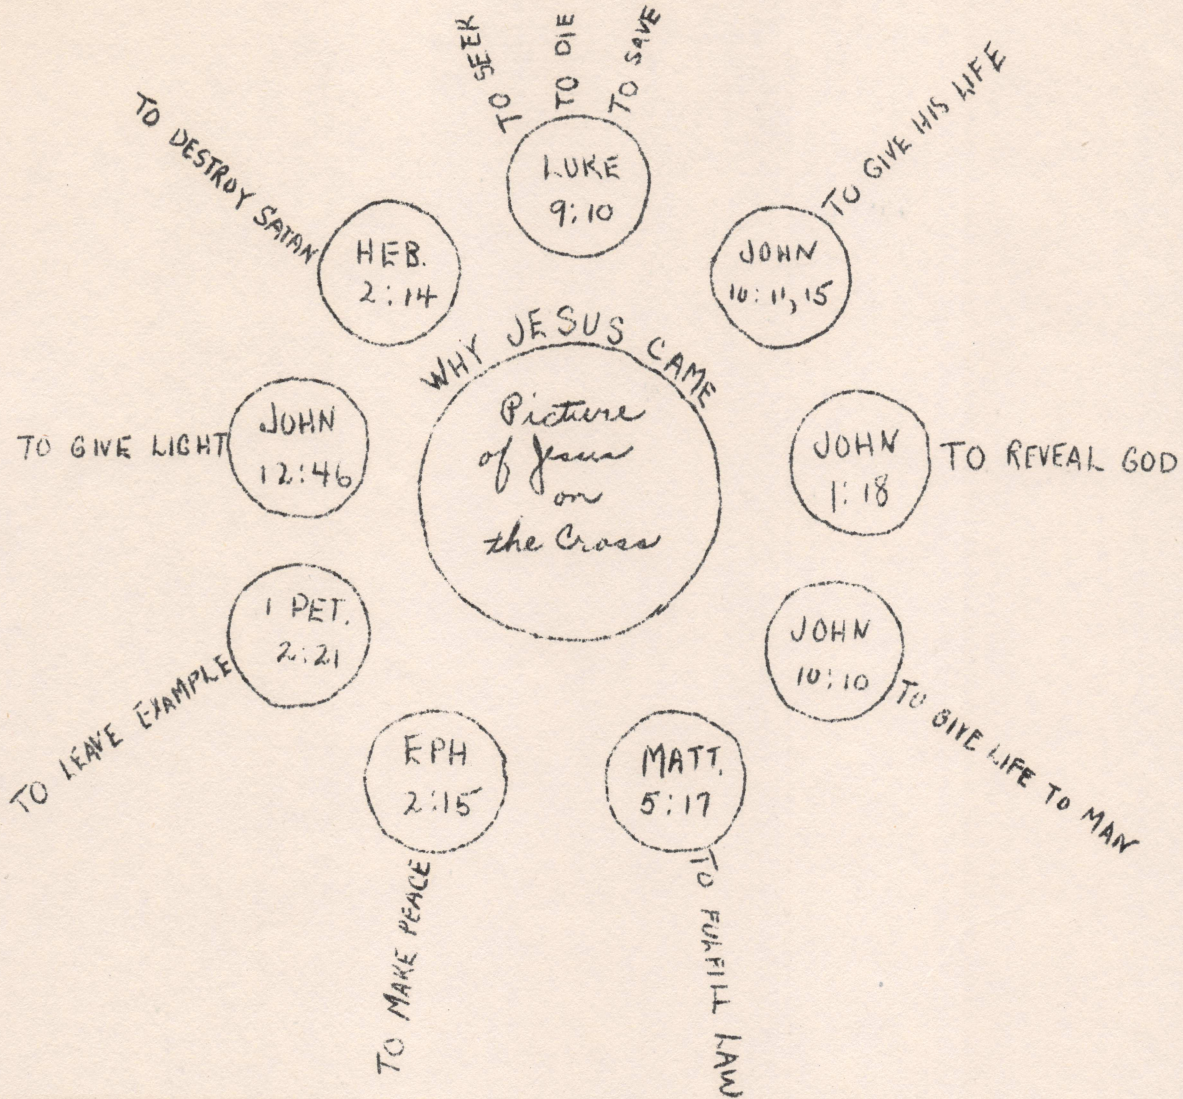 TO SEEK
TO DIE
TO SAVE
LUKE
9:10
TO GIVE HIS LIFE
JOHN
10:11,15
JOHN
1:18
TO REVEAL GOD
JOHN
10:10
TO GIVE LIFE TO MAN
MATT.
5:17
TO FULFILL LAW
EPH
2:15
TO MAKE PEACE
1 PET.
2:21
TO LEAVE EXAMPLE
JOHN
12:46
TO GIVE LIGHT
HEB.
2:14
TO DESTROY SATAN
WHY JESUS CAME
Picture
of Jesus
on
the Cross